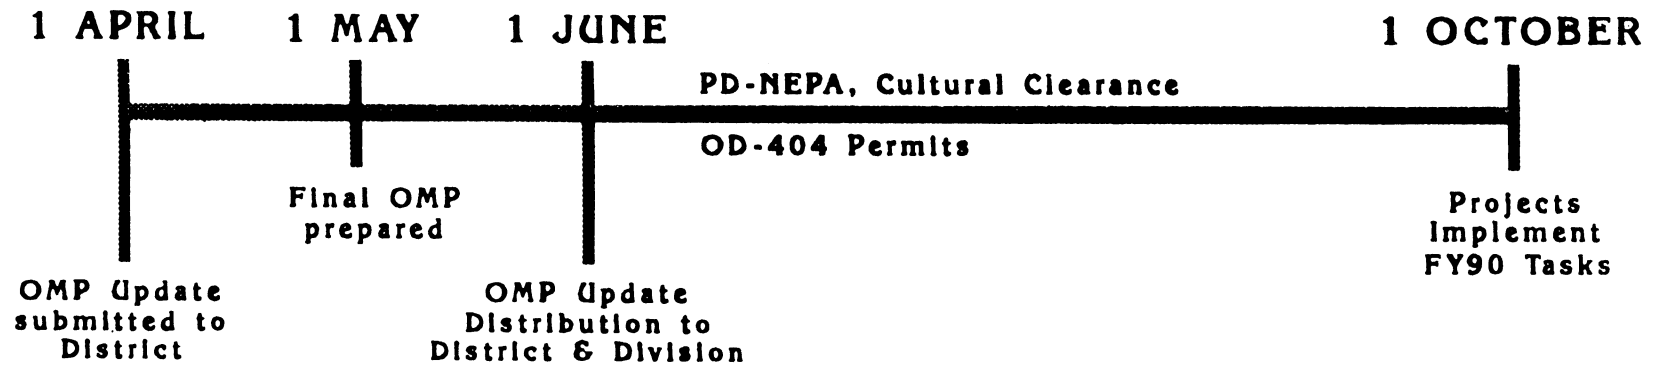 1 APRIL
1 MAY
1 JUNE
1 OCTOBER
PD-NEPA, Cultural Clearance
OD-404 Permits
Final OMP
prepared
Projects
Implement
FY90 Tasks
OMP Update
submitted to
District
OMP Update
Distribution to
District & Division